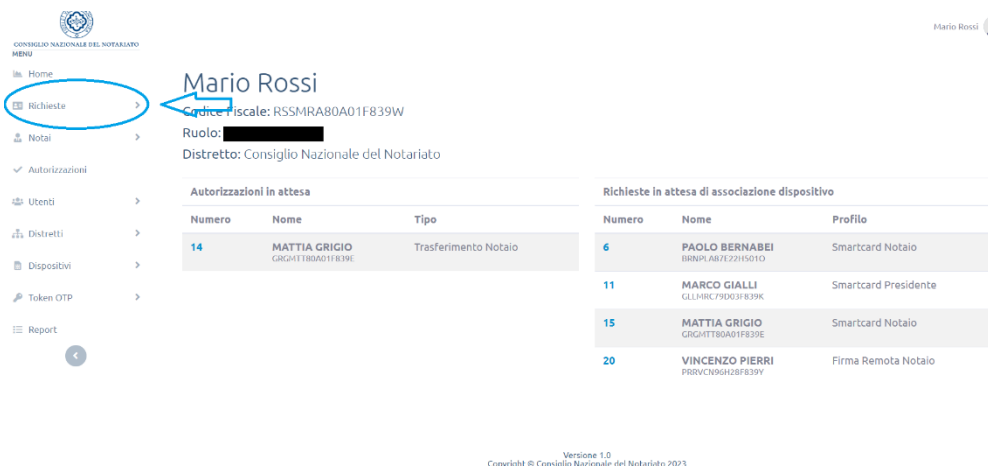 CONSIGLIO NAZIONALE DEL NOTARIATO
MENU
Home
Richieste
Notai
Autorizzazioni
Utenti
Distretti
Dispositivi
Token OTP
Report
Mario Rossi
Mario Rossi
Codice Fiscale: RSSMRA80A01F839W
Ruolo:
Distretto: Consiglio Nazionale del Notariato
Autorizzazioni in attesa
Numero Nome Tipo
14 MATTIA GRIGIO Trasferimento Notaio
GRGMTT80A01F839E
Richieste in attesa di associazione dispositivo
Numero Nome Profilo
6 PAOLO BERNABEI Smartcard Notaio
BRNPLA87E22H501O
11 MARCO GIALLI Smartcard Presidente
GLLMRC79D03F839K
15 MATTIA GRIGIO Smartcard Notaio
GRGMTT80A01F839E
20 VINCENZO PIERRI Firma Remota Notaio
PRRVCN96H28F839Y
Versione 1.0
Copyright © Consiglio Nazionale del Notariato 2023